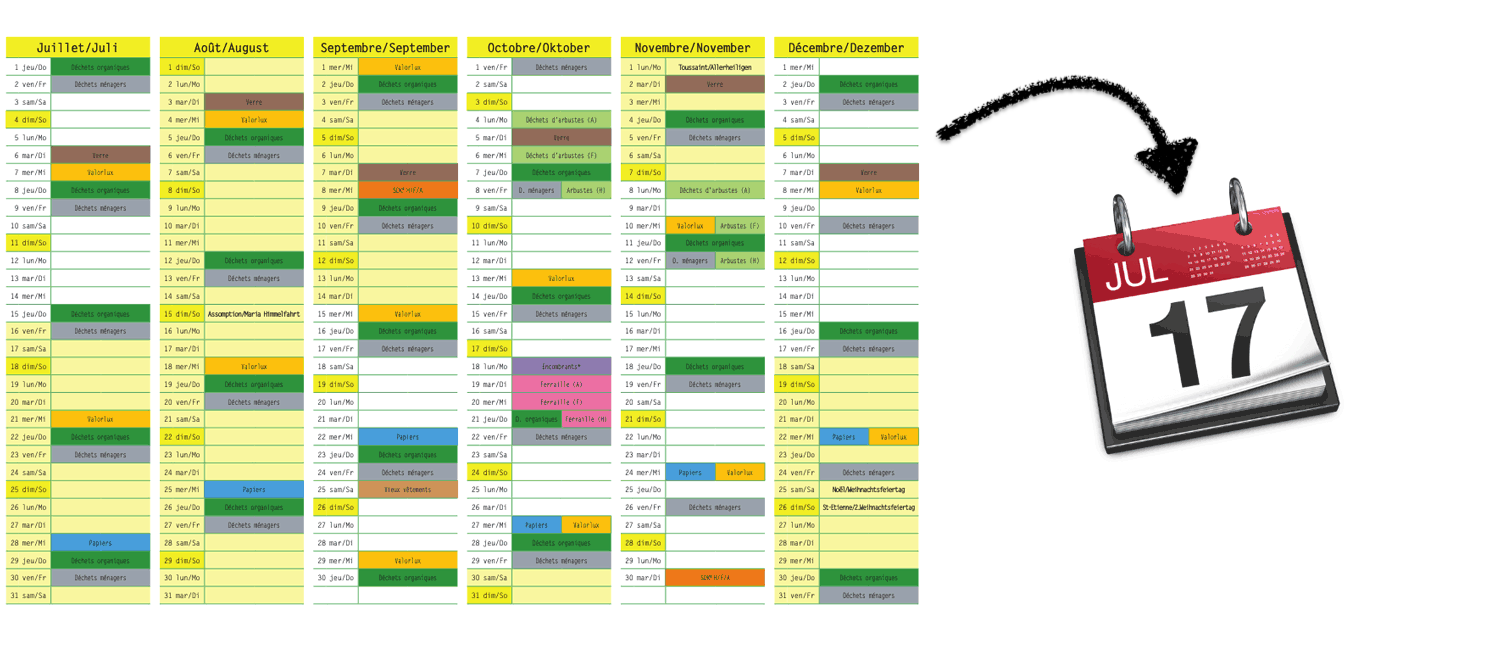 Juillet/Juli
1 jeu/Do Déchets organiques
2 ven/Fr Déchets ménagers
3 sam/Sa
4 dim/So
5 lun/Mo
6 mar/Di Verre
7 mer/Mi Valorlux
8 jeu/Do Déchets organiques
9 ven/Fr Déchets ménagers
10 sam/Sa
11 dim/So
12 lun/Mo
13 mar/Di
14 mer/Mi
15 jeu/Do Déchets organiques
16 ven/Fr Déchets ménagers
17 sam/Sa
18 dim/So
19 lun/Mo
20 mar/Di
21 mer/Mi Valorlux
22 jeu/Do Déchets organiques
23 ven/Fr Déchets ménagers
24 sam/Sa
25 dim/So
26 lun/Mo
27 mar/Di
28 mer/Mi Papiers
29 jeu/Do Déchets organiques
30 ven/Fr Déchets ménagers
31 sam/Sa
Août/August
1 dim/So
2 lun/Mo
3 mar/Di Verre
4 mer/Mi Valorlux
5 jeu/Do Déchets organiques
6 ven/Fr Déchets ménagers
7 sam/Sa
8 dim/So
9 lun/Mo
10 mar/Di
11 mer/Mi
12 jeu/Do Déchets organiques
13 ven/Fr Déchets ménagers
14 sam/Sa
15 dim/So Assomption/Maria Himmelfahrt
16 lun/Mo
17 mar/Di
18 mer/Mi Valorlux
19 jeu/Do Déchets organiques
20 ven/Fr Déchets ménagers
21 sam/Sa
22 dim/So
23 lun/Mo
24 mar/Di
25 mer/Mi Papiers
26 jeu/Do Déchets organiques
27 ven/Fr Déchets ménagers
28 sam/Sa
29 dim/So
30 lun/Mo
31 mar/Di
Septembre/September
1 mer/Mi Valorlux
2 jeu/Do Déchets organiques
3 ven/Fr Déchets ménagers
4 sam/Sa
5 dim/So
6 lun/Mo
7 mar/Di Verre
8 mer/Mi SDK* H/F/A
9 jeu/Do Déchets organiques
10 ven/Fr Déchets ménagers
11 sam/Sa
12 dim/So
13 lun/Mo
14 mar/Di
15 mer/Mi Valorlux
16 jeu/Do Déchets organiques
17 ven/Fr Déchets ménagers
18 sam/Sa
19 dim/So
20 lun/Mo
21 mar/Di
22 mer/Mi Papiers
23 jeu/Do Déchets organiques
24 ven/Fr Déchets ménagers
25 sam/Sa Vieux vêtements
26 dim/So
27 lun/Mo
28 mar/Di
29 mer/Mi Valorlux
30 jeu/Do Déchets organiques
Octobre/Oktober
1 ven/Fr Déchets ménagers
2 sam/Sa
3 dim/So
4 lun/Mo Déchets d'arbustes (A)
5 mar/Di Verre
6 mer/Mi Déchets d'arbustes (F)
7 jeu/Do Déchets organiques
8 ven/Fr D. ménagers Arbustes (H)
9 sam/Sa
10 dim/So
11 lun/Mo
12 mar/Di
13 mer/Mi Valorlux
14 jeu/Do Déchets organiques
15 ven/Fr Déchets ménagers
16 sam/Sa
17 dim/So
18 lun/Mo Encombrants*
19 mar/Di Ferraille (A)
20 mer/Mi Ferraille (F)
21 jeu/Do D. organiques Ferraille (H)
22 ven/Fr Déchets ménagers
23 sam/Sa
24 dim/So
25 lun/Mo
26 mar/Di
27 mer/Mi Papiers Valorlux
28 jeu/Do Déchets organiques
29 ven/Fr Déchets ménagers
30 sam/Sa
31 dim/So
Novembre/November
1 lun/Mo Toussaint/Allerheiligen
2 mar/Di Verre
3 mer/Mi
4 jeu/Do Déchets organiques
5 ven/Fr Déchets ménagers
6 sam/Sa
7 dim/So
8 lun/Mo Déchets d'arbustes (A)
9 mar/Di
10 mer/Mi Valorlux Arbustes (F)
11 jeu/Do Déchets organiques
12 ven/Fr D. ménagers Arbustes (H)
13 sam/Sa
14 dim/So
15 lun/Mo
16 mar/Di
17 mer/Mi
18 jeu/Do Déchets organiques
19 ven/Fr Déchets ménagers
20 sam/Sa
21 dim/So
22 lun/Mo
23 mar/Di
24 mer/Mi Papiers Valorlux
25 jeu/Do
26 ven/Fr Déchets ménagers
27 sam/Sa
28 dim/So
29 lun/Mo
30 mar/Di SDK* H/F/A
Décembre/Dezember
1 mer/Mi
2 jeu/Do Déchets organiques
3 ven/Fr Déchets ménagers
4 sam/Sa
5 dim/So
6 lun/Mo
7 mar/Di Verre
8 mer/Mi Valorlux
9 jeu/Do
10 ven/Fr Déchets ménagers
11 sam/Sa
12 dim/So
13 lun/Mo
14 mar/Di
15 mer/Mi
16 jeu/Do Déchets organiques
17 ven/Fr Déchets ménagers
18 sam/Sa
19 dim/So
20 lun/Mo
21 mar/Di
22 mer/Mi Papiers Valorlux
23 jeu/Do
24 ven/Fr Déchets ménagers
25 sam/Sa Noël/Weihnachtsfeiertag
26 dim/So St-Etienne/2.Weihnachtsfeiertag
27 lun/Mo
28 mar/Di
29 mer/Mi
30 jeu/Do Déchets organiques
31 ven/Fr Déchets ménagers
JUL
17